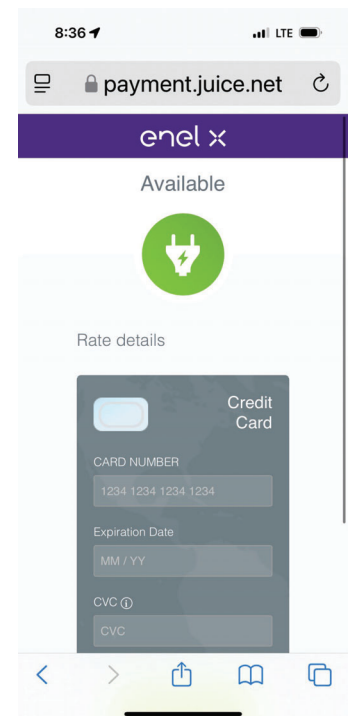 8:36
LTE
payment.juice.net
enel x
Available
Rate details
Credit
Card
CARD NUMBER
1234 1234 1234 1234
Expiration Date
MM / YY
CVC
CVC